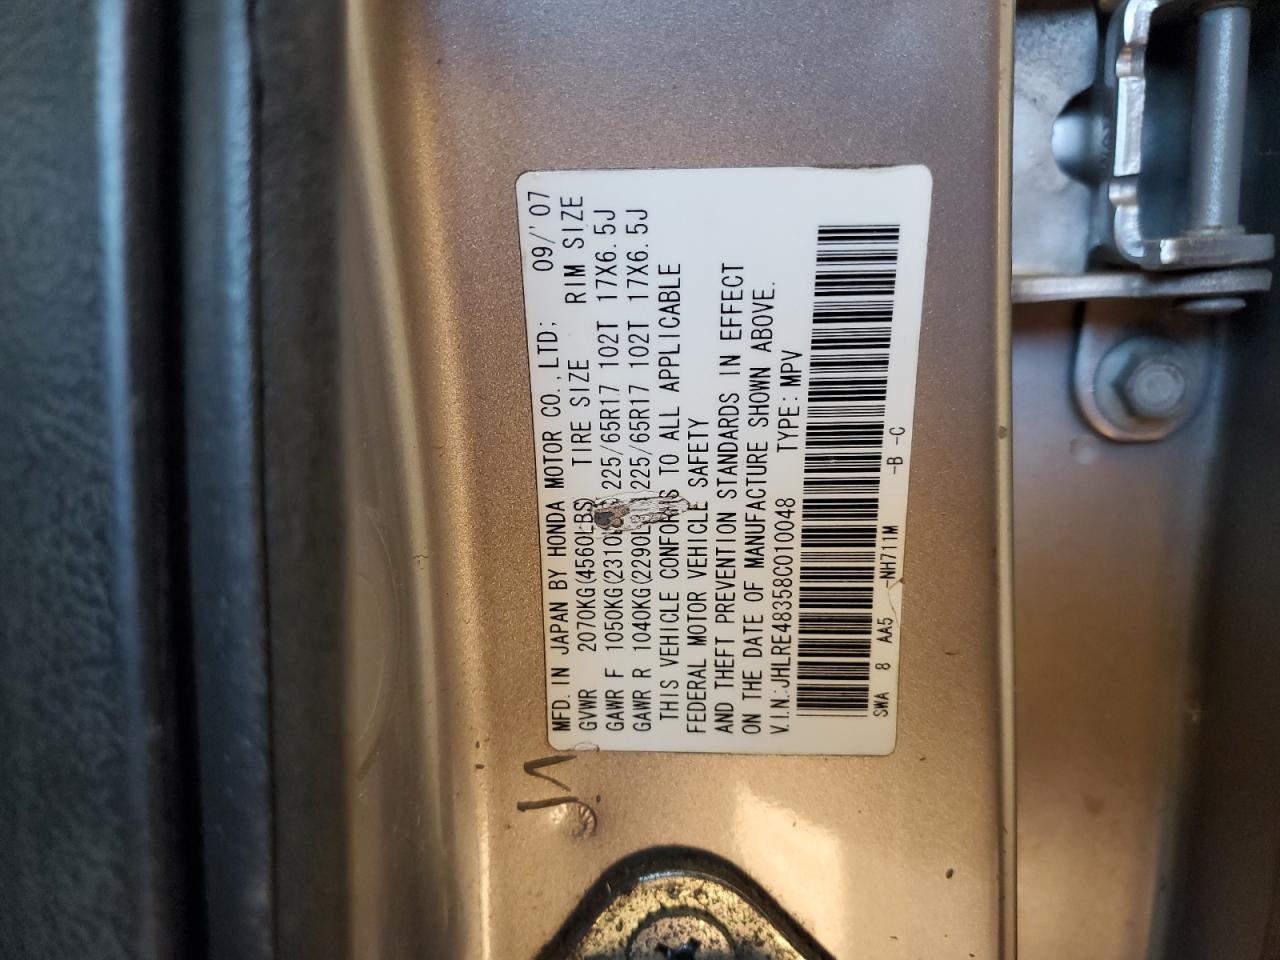 MFD. IN JAPAN BY HONDA MOTOR CO., LTD; 09/'07
GVWR 2070KG(4560LBS) TIRE SIZE RIM SIZE
GAWR F 1050KG(2310L 225/65R17 102T 17X6.5J
GAWR R 1040KG(2290L 225/65R17 102T 17X6.5J
THIS VEHICLE CONFORMS TO ALL APPLICABLE
FEDERAL MOTOR VEHICLE SAFETY
AND THEFT PREVENTION STANDARDS IN EFFECT
ON THE DATE OF MANUFACTURE SHOWN ABOVE.
V.I.N.:JHLRE48358C010048 TYPE: MPV
SWA 8 AA5 -NH711M -B -C